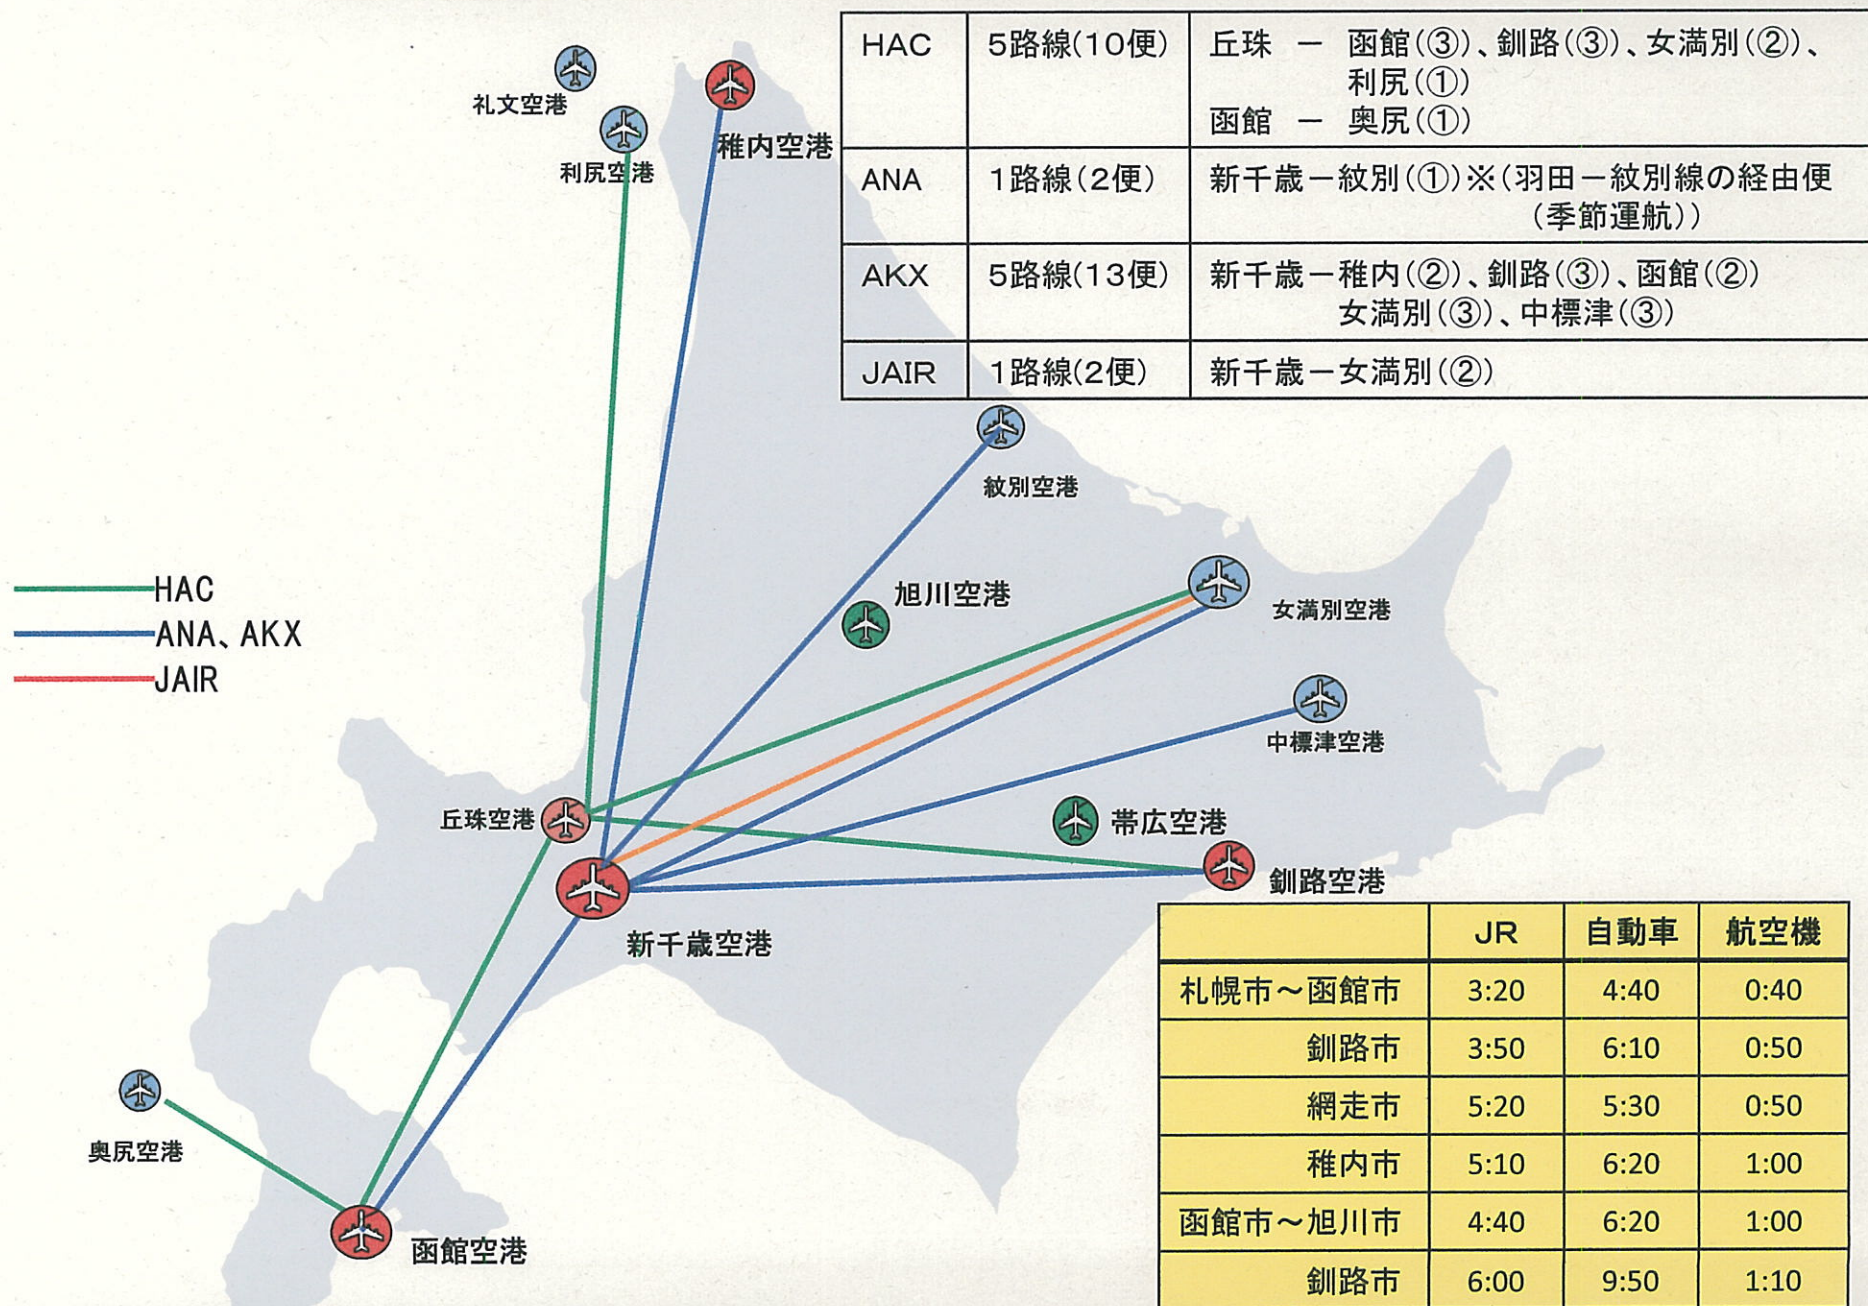 HAC 5路線(10便) 丘珠 － 函館(③)、釧路(③)、女満別(②)、
利尻(①)
函館 － 奥尻(①)
ANA 1路線(2便) 新千歳－紋別(①)※(羽田－紋別線の経由便
(季節運航))
AKX 5路線(13便) 新千歳－稚内(②)、釧路(③)、函館(②)
女満別(③)、中標津(③)
JAIR 1路線(2便) 新千歳－女満別(②)
礼文空港
稚内空港
利尻空港
紋別空港
HAC
ANA、AKX
JAIR
旭川空港
女満別空港
中標津空港
丘珠空港
帯広空港
釧路空港
新千歳空港
奥尻空港
函館空港
JR 自動車 航空機
札幌市～函館市 3:20 4:40 0:40
釧路市 3:50 6:10 0:50
網走市 5:20 5:30 0:50
稚内市 5:10 6:20 1:00
函館市～旭川市 4:40 6:20 1:00
釧路市 6:00 9:50 1:10